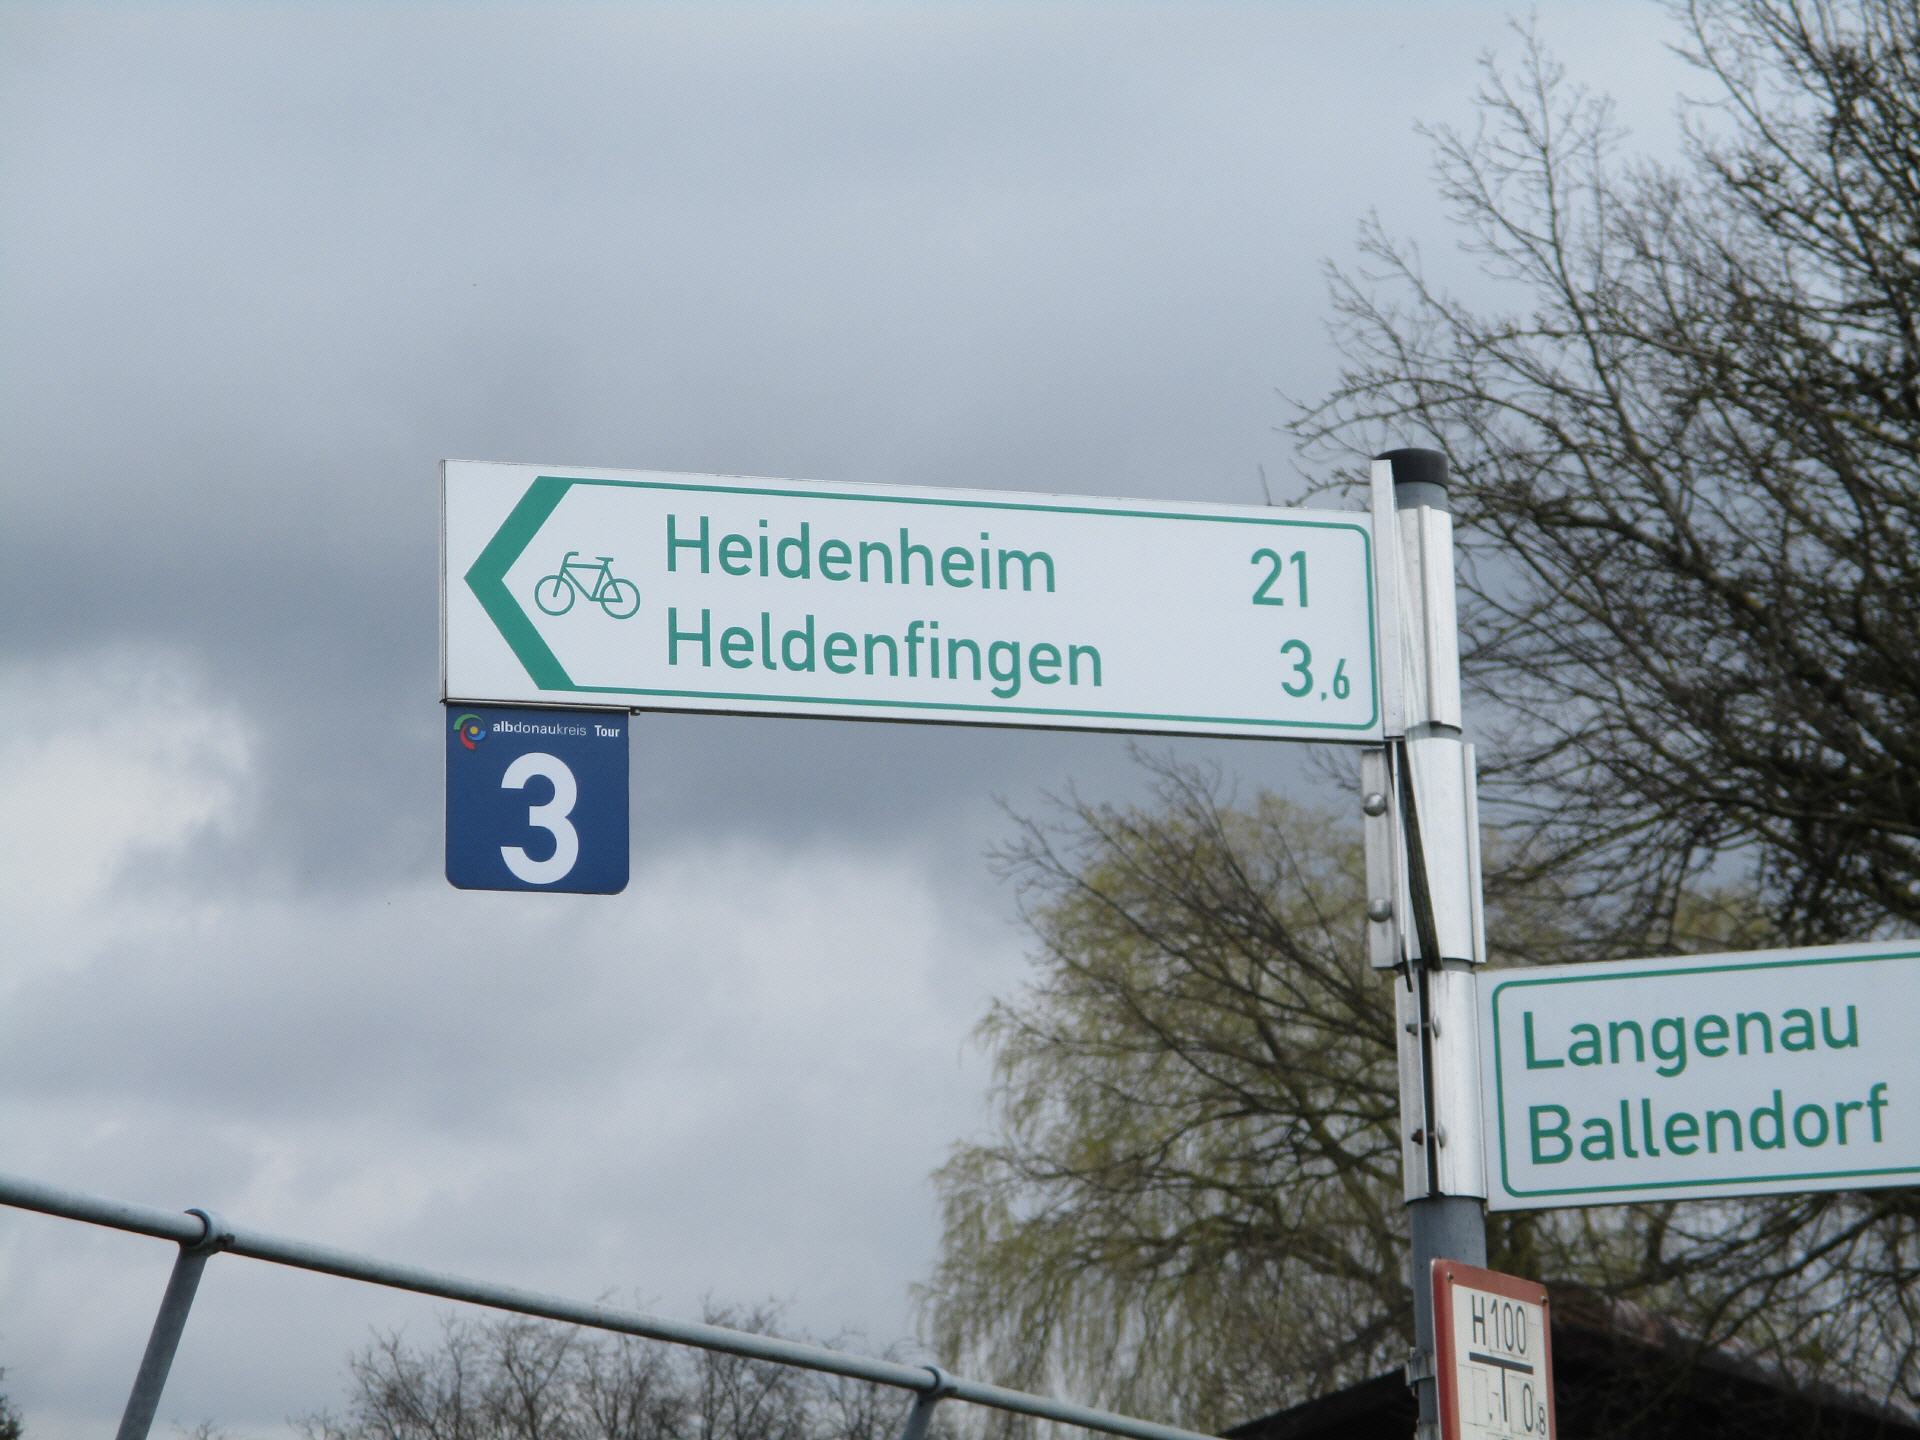 Heidenheim 21
Heldenfingen 3,6
albdonaukreis Tour
3
Langenau
Ballendorf
H100
0,8